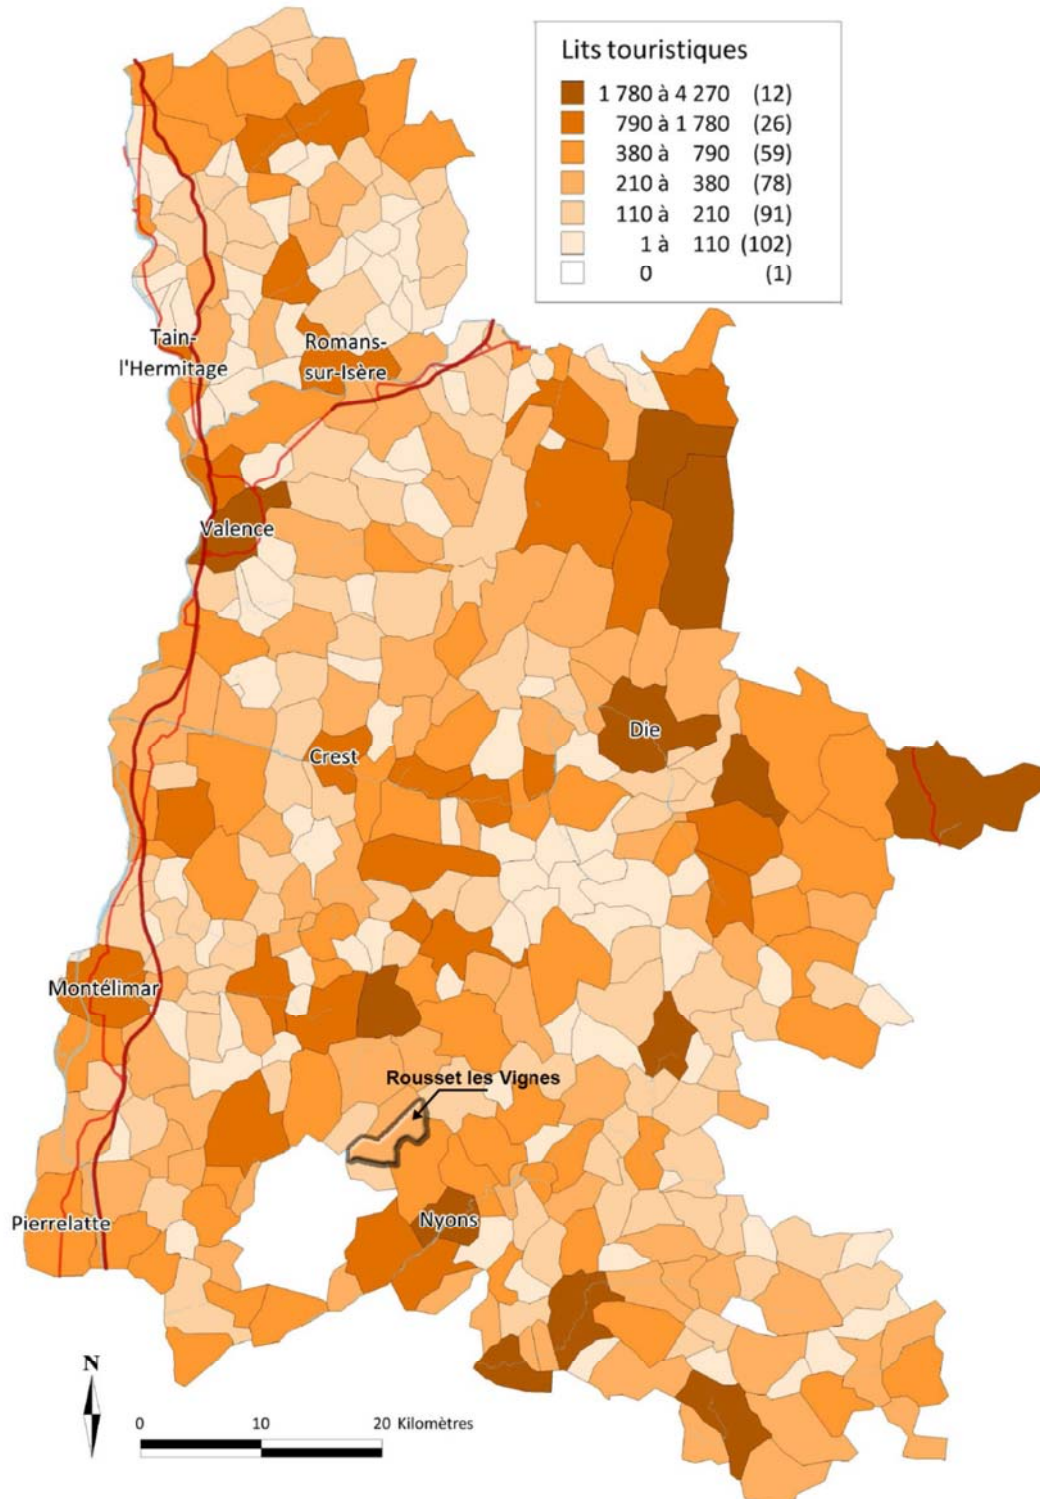 Lits touristiques
1 780 à 4 270 (12)
790 à 1 780 (26)
380 à 790 (59)
210 à 380 (78)
110 à 210 (91)
1 à 110 (102)
0 (1)
Tain-
l'Hermitage
Romans-
sur-Isère
Valence
Die
Crest
Montélimar
Rousset les Vignes
Pierrelatte
Nyons
N
0 10 20 Kilomètres